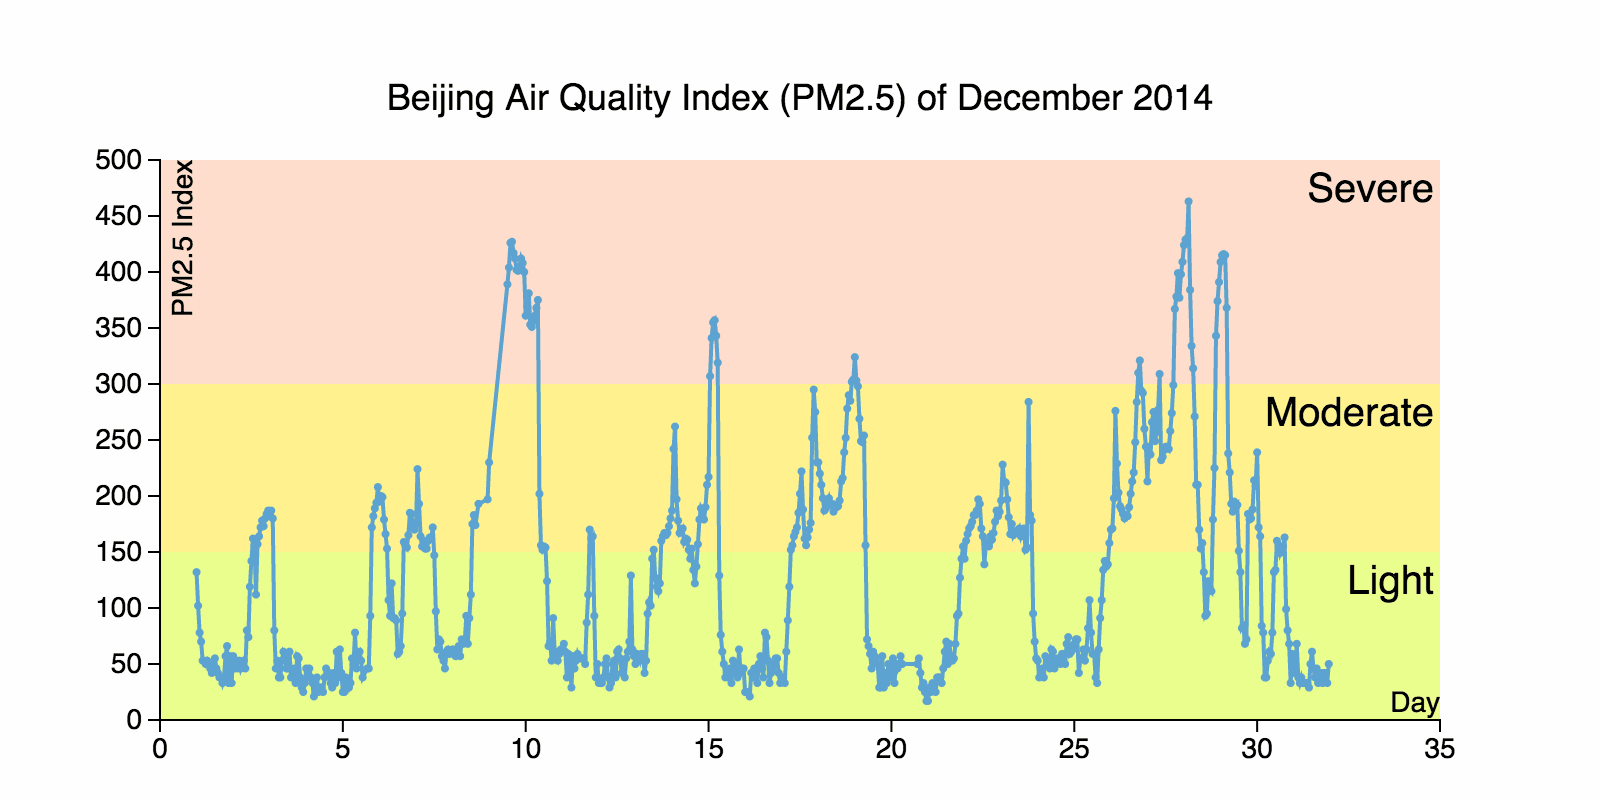 Beijing Air Quality Index (PM2.5) of December 2014
500
450
400
350
300
250
200
150
100
50
0
PM2.5 Index
Severe
Moderate
Light
Day
0 5 10 15 20 25 30 35